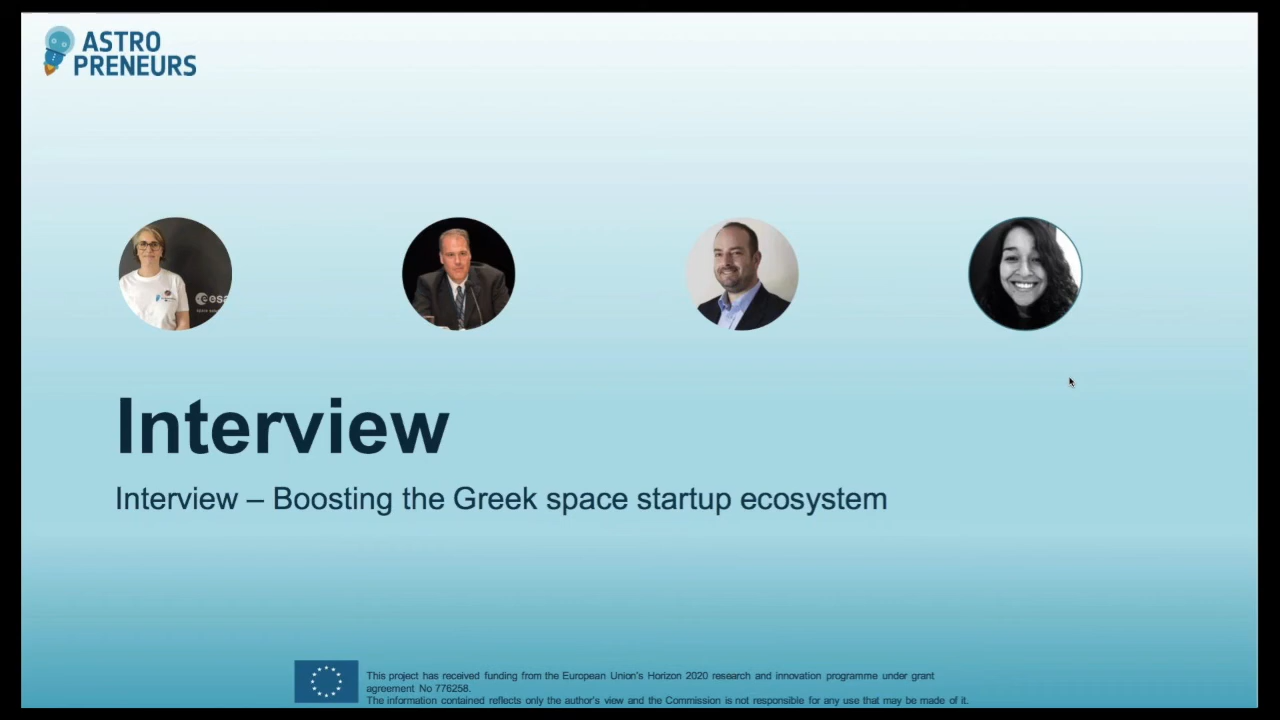 ASTRO
PRENEURS
esa
Interview
Interview – Boosting the Greek space startup ecosystem
This project has received funding from the European Union's Horizon 2020 research and innovation programme under grant
agreement No 776258.
The information contained reflects only the author's view and the Commission is not responsible for any use that may be made of it.